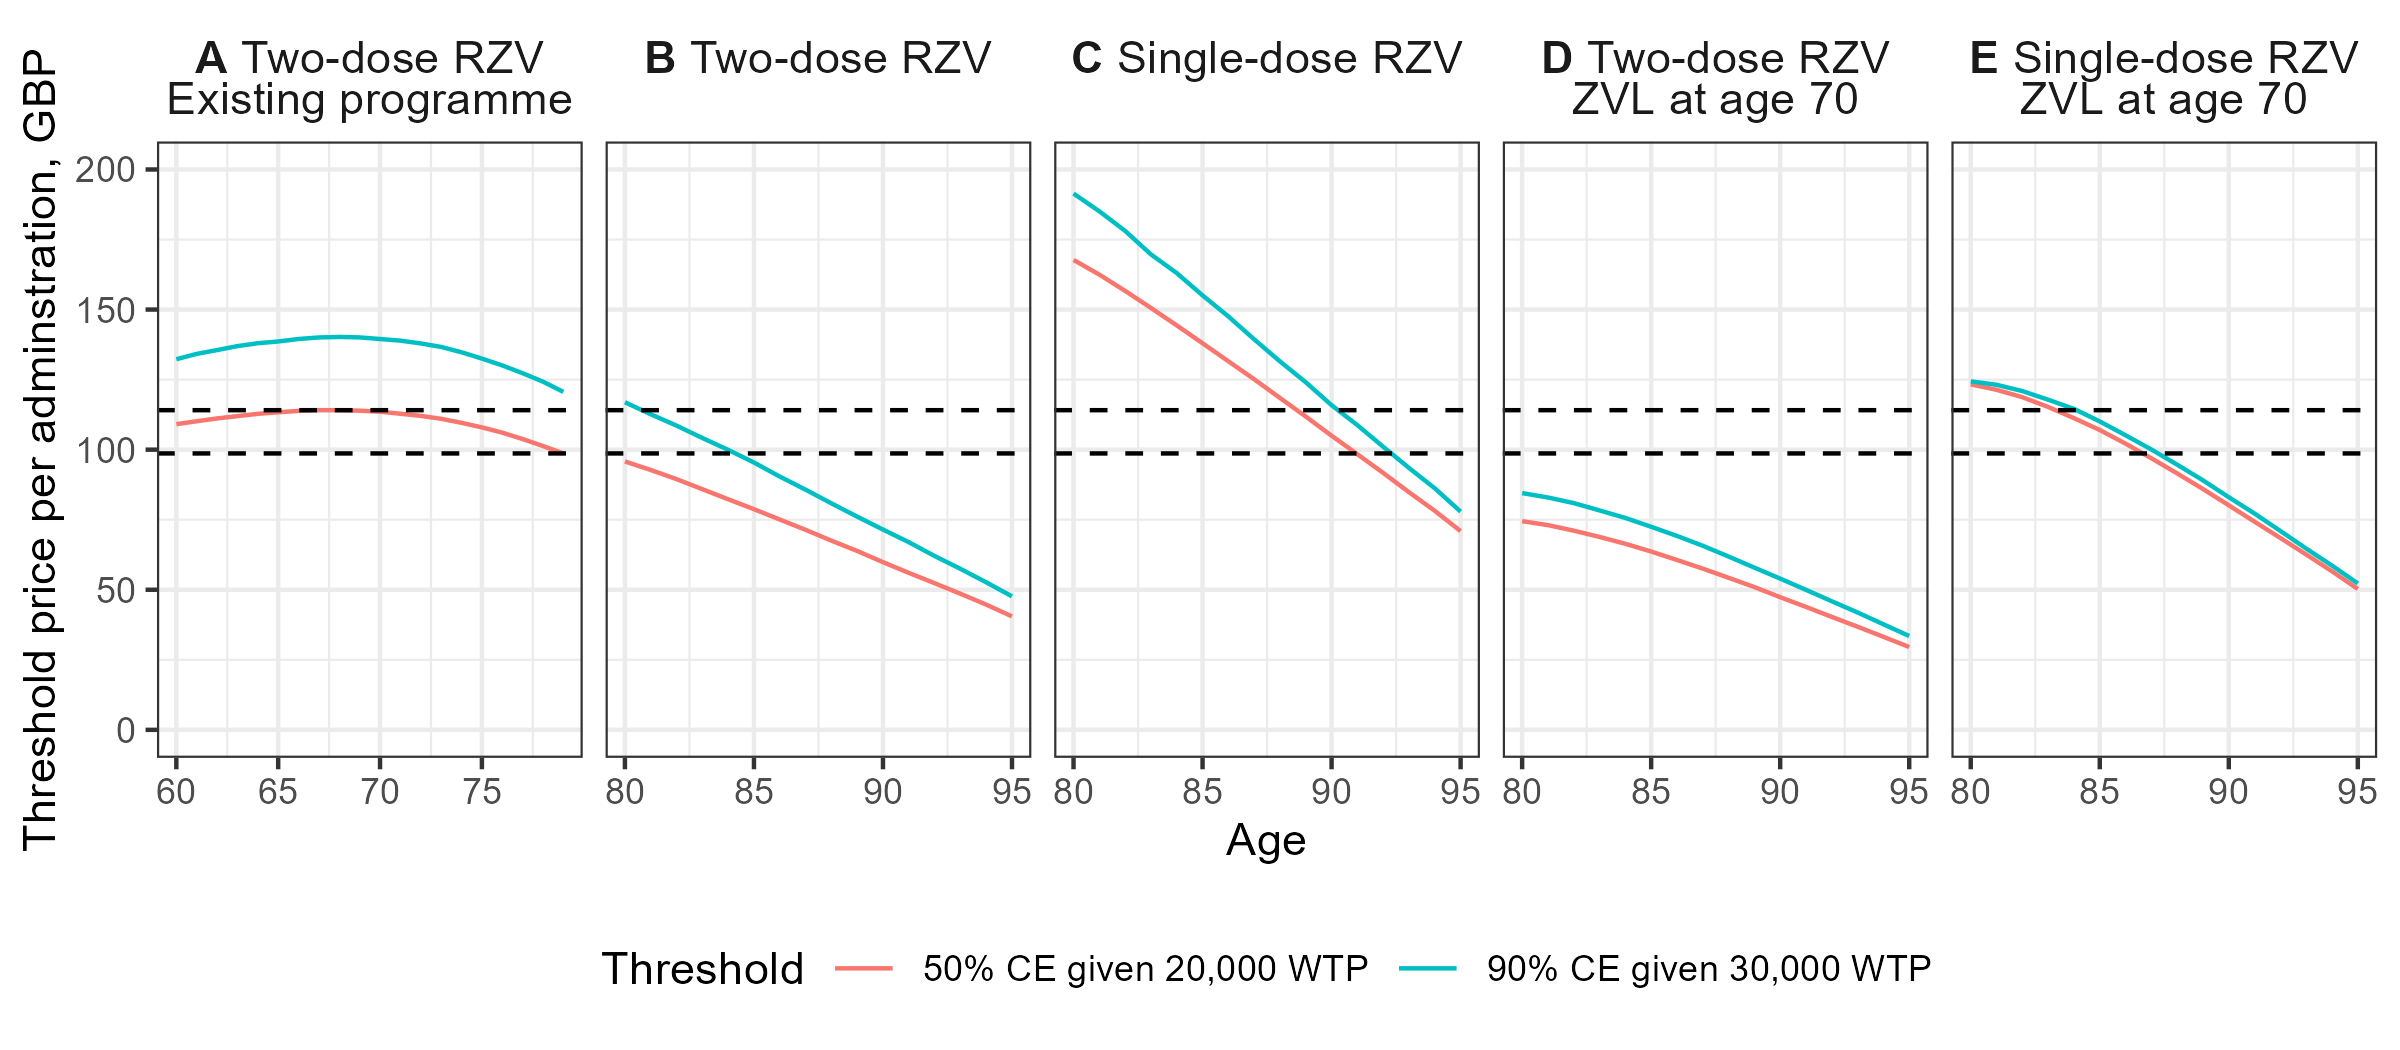 A Two-dose RZV
Existing programme
B Two-dose RZV
C Single-dose RZV
D Two-dose RZV
ZVL at age 70
E Single-dose RZV
ZVL at age 70
Threshold price per adminstration, GBP
200
150
100
50
0
60 65 70 75
80 85 90 95
80 85 90 95
80 85 90 95
80 85 90 95
Age
Threshold 50% CE given 20,000 WTP 90% CE given 30,000 WTP